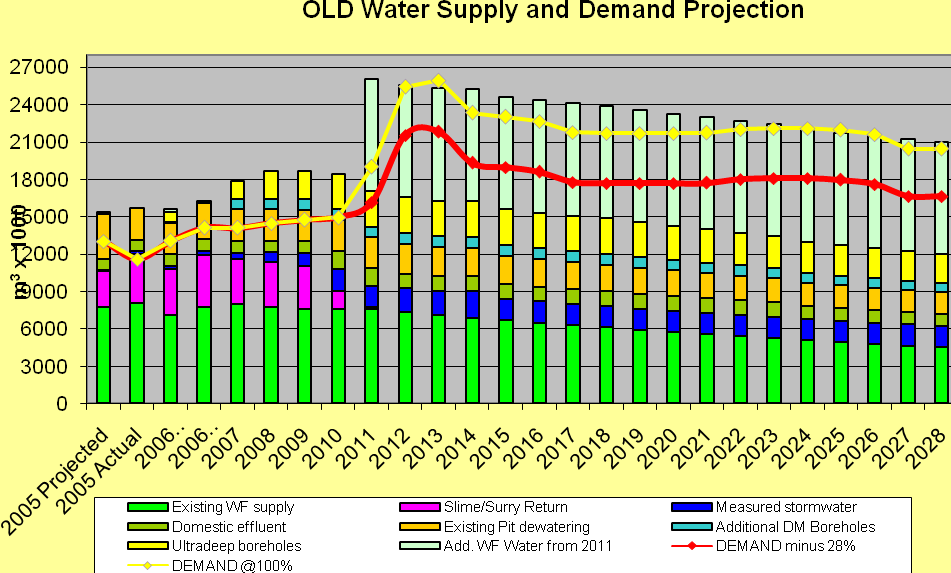 OLD Water Supply and Demand Projection
m³ x 1000
27000
24000
21000
18000
15000
12000
9000
6000
3000
0
2005 Projected
2005 Actual
2006..
2006..
2007
2008
2009
2010
2011
2012
2013
2014
2015
2016
2017
2018
2019
2020
2021
2022
2023
2024
2025
2026
2027
2028
Existing WF supply
Slime/Surry Return
Measured stormwater
Domestic effluent
Existing Pit dewatering
Additional DM Boreholes
Ultradeep boreholes
Add. WF Water from 2011
DEMAND minus 28%
DEMAND @100%